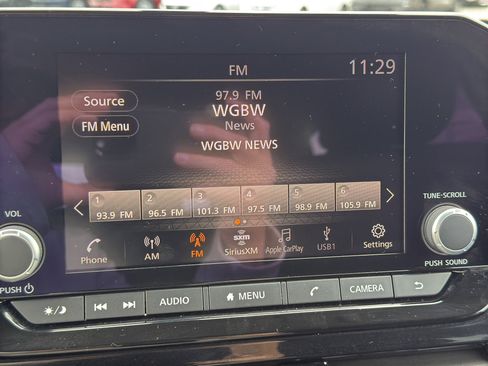 FM
11:29
Source
97.9 FM
WGBW
FM Menu
News
WGBW NEWS
1 2 3 4 5 6
93.9 FM 96.5 FM 101.3 FM 97.5 FM 98.9 FM 105.9 FM
VOL
TUNE·SCROLL
Phone AM FM sxm SiriusXM Apple CarPlay USB1 Settings
PUSH
PUSH SOUND
AUDIO
MENU
CAMERA